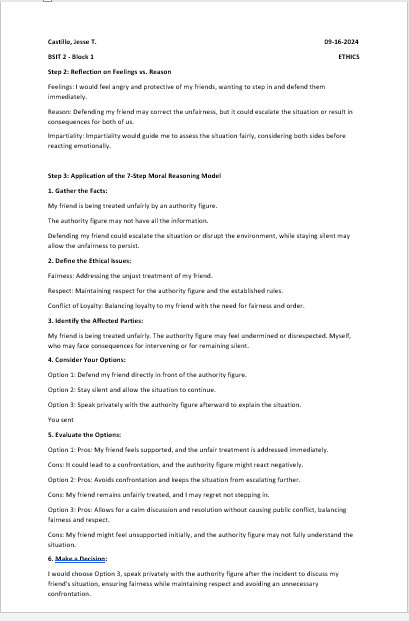 Castillo, Jesse T. 09-16-2024
BSIT 2 - Block 1 ETHICS
Step 2: Reflection on Feelings vs. Reason
Feelings: I would feel angry and protective of my friends, wanting to step in and defend them
immediately.
Reason: Defending my friend may correct the unfairness, but it could escalate the situation or result in
consequences for both of us.
Impartiality: Impartiality would guide me to assess the situation fairly, considering both sides before
reacting emotionally.
Step 3: Application of the 7-Step Moral Reasoning Model
1. Gather the Facts:
My friend is being treated unfairly by an authority figure.
The authority figure may not have all the information.
Defending my friend could escalate the situation or disrupt the environment, while staying silent may
allow the unfairness to persist.
2. Define the Ethical Issues:
Fairness: Addressing the unjust treatment of my friend.
Respect: Maintaining respect for the authority figure and the established rules.
Conflict of Loyalty: Balancing loyalty to my friend with the need for fairness and order.
3. Identify the Affected Parties:
My friend is being treated unfairly. The authority figure may feel undermined or disrespected. Myself,
who may face consequences for intervening or for remaining silent.
4. Consider Your Options:
Option 1: Defend my friend directly in front of the authority figure.
Option 2: Stay silent and allow the situation to continue.
Option 3: Speak privately with the authority figure afterward to explain the situation.
You sent
5. Evaluate the Options:
Option 1: Pros: My friend feels supported, and the unfair treatment is addressed immediately.
Cons: It could lead to a confrontation, and the authority figure might react negatively.
Option 2: Pros: Avoids confrontation and keeps the situation from escalating further.
Cons: My friend remains unfairly treated, and I may regret not stepping in.
Option 3: Pros: Allows for a calm discussion and resolution without causing public conflict, balancing
fairness and respect.
Cons: My friend might feel unsupported initially, and the authority figure may not fully understand the
situation.
6. Make a Decision:
I would choose Option 3, speak privately with the authority figure after the incident to discuss my
friend's situation, ensuring fairness while maintaining respect and avoiding an unnecessary
confrontation.